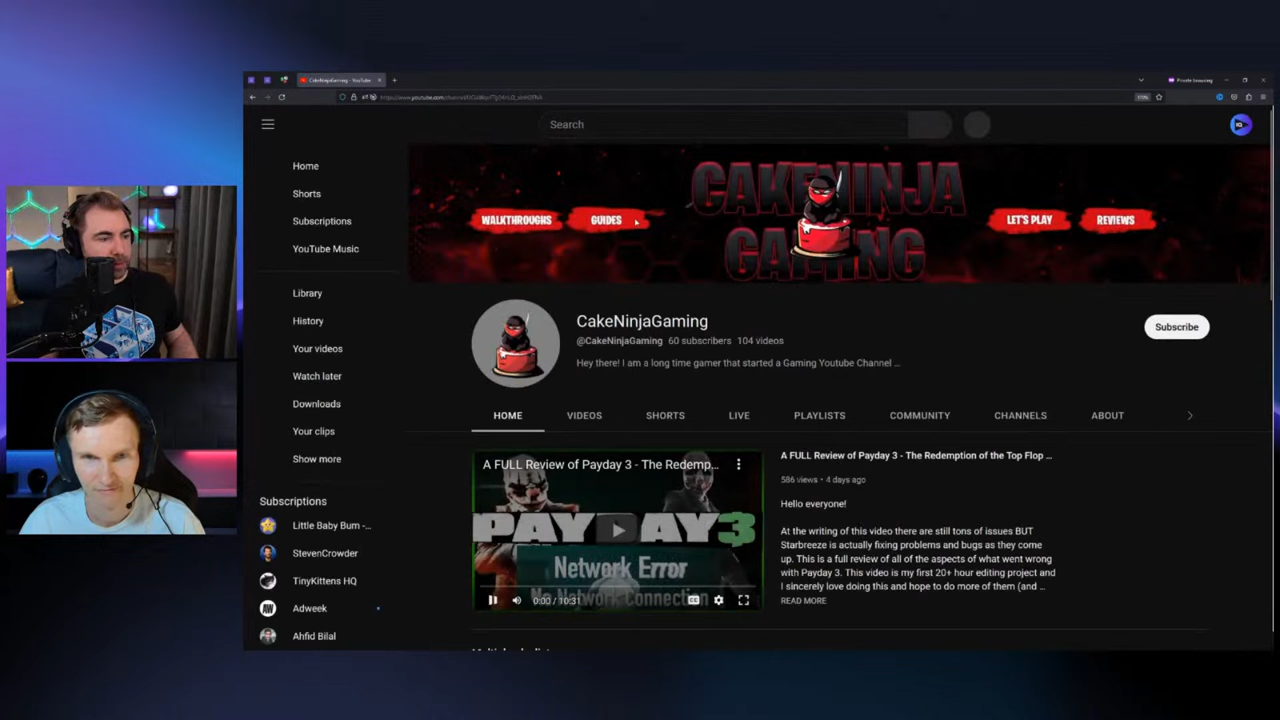 CakeNinjaGaming - YouTube
Private browsing
Search
Home
Shorts
Subscriptions
YouTube Music
Library
History
Your videos
Watch later
Downloads
Your clips
Show more
Subscriptions
Little Baby Bum -...
StevenCrowder
TinyKittens HQ
Adweek
Ahfid Bilal
WALKTHROUGHS
GUIDES
CAKENINJA
GAMING
LET'S PLAY
REVIEWS
CakeNinjaGaming
@CakeNinjaGaming 60 subscribers 104 videos
Hey there! I am a long time gamer that started a Gaming Youtube Channel ...
Subscribe
HOME
VIDEOS
SHORTS
LIVE
PLAYLISTS
COMMUNITY
CHANNELS
ABOUT
A FULL Review of Payday 3 - The Redemp...
PAYDAY3
Network Error
No Network Connection
0:00 / 10:31
A FULL Review of Payday 3 - The Redemption of the Top Flop ...
586 views • 4 days ago
Hello everyone!
At the writing of this video there are still tons of issues BUT
Starbreeze is actually fixing problems and bugs as they come
up. This is a full review of all of the aspects of what went wrong
with Payday 3. This video is my first 20+ hour editing project and
I sincerely love doing this and hope to do more of them (and ...
READ MORE